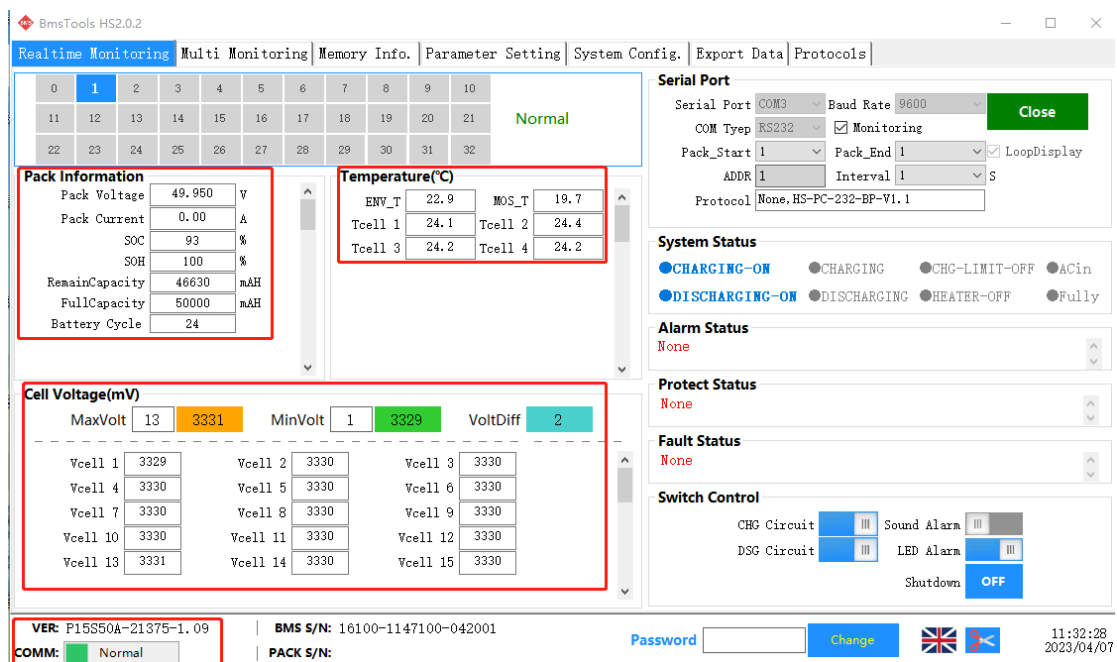 BMS BmsTools HS2.0.2
Realtime Monitoring Multi Monitoring Memory Info. Parameter Setting System Config. Export Data Protocols
0 1 2 3 4 5 6 7 8 9 10
11 12 13 14 15 16 17 18 19 20 21
22 23 24 25 26 27 28 29 30 31 32
Normal
Pack Information
Pack Voltage 49.950 V
Pack Current 0.00 A
SOC 93 %
SOH 100 %
RemainCapacity 46630 mAH
FullCapacity 50000 mAH
Battery Cycle 24
Temperature(℃)
ENV_T 22.9 MOS_T 19.7
Tcell 1 24.1 Tcell 2 24.4
Tcell 3 24.2 Tcell 4 24.2
Cell Voltage(mV)
MaxVolt 13 3331 MinVolt 1 3329 VoltDiff 2
Vcell 1 3329 Vcell 2 3330 Vcell 3 3330
Vcell 4 3330 Vcell 5 3330 Vcell 6 3330
Vcell 7 3330 Vcell 8 3330 Vcell 9 3330
Vcell 10 3330 Vcell 11 3330 Vcell 12 3330
Vcell 13 3331 Vcell 14 3330 Vcell 15 3330
Serial Port
Serial Port COM3 Baud Rate 9600
Close
COM Tyep RS232 Monitoring
Pack_Start 1 Pack_End 1 LoopDisplay
ADDR 1 Interval 1 S
Protocol None,HS-PC-232-BP-V1.1
System Status
CHARGING-ON CHARGING CHG-LIMIT-OFF ACin
DISCHARGING-ON DISCHARGING HEATER-OFF Fully
Alarm Status
None
Protect Status
None
Fault Status
None
Switch Control
CHG Circuit Sound Alarm
DSG Circuit LED Alarm
Shutdown OFF
VER: P15S50A-21375-1.09 BMS S/N: 16100-1147100-042001
COMM: Normal PACK S/N:
Password Change
11:32:28
2023/04/07